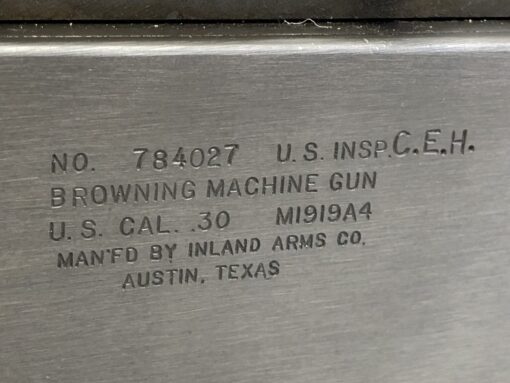 NO. 784027 U.S. INSP. C.E.H.
BROWNING MACHINE GUN
U.S. CAL. .30 M1919A4
MAN'FD BY INLAND ARMS CO.
AUSTIN, TEXAS